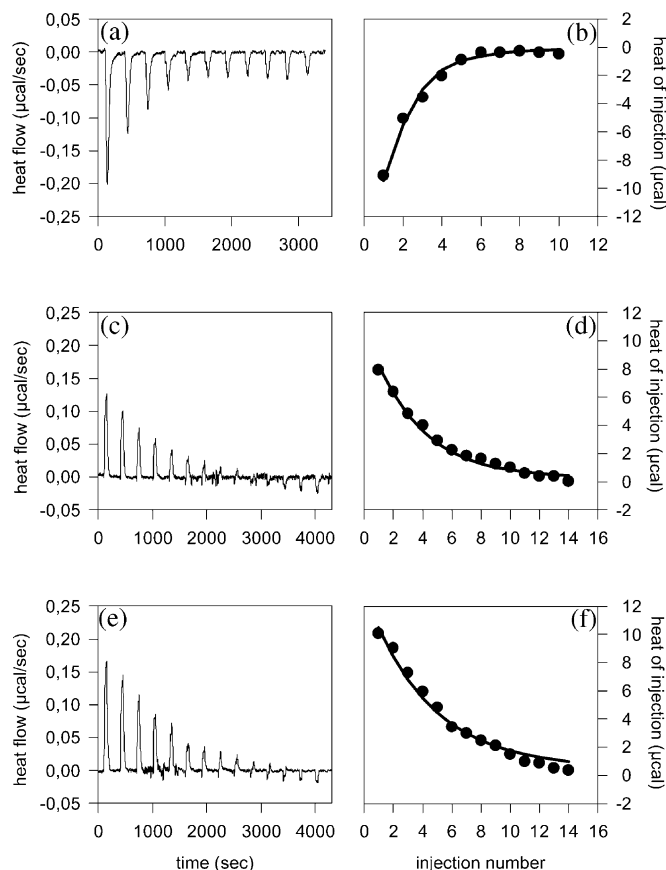 (a)
0,00
-0,05
-0,10
-0,15
-0,20
-0,25
heat flow (µcal/sec)
0 1000 2000 3000
(b)
2
0
-2
-4
-6
-8
-10
-12
heat of injection (µcal)
0 2 4 6 8 10 12
(c)
0,25
0,20
0,15
0,10
0,05
0,00
-0,05
heat flow (µcal/sec)
0 1000 2000 3000 4000
(d)
12
10
8
6
4
2
0
-2
heat of injection (µcal)
0 2 4 6 8 10 12 14 16
(e)
0,25
0,20
0,15
0,10
0,05
0,00
-0,05
heat flow (µcal/sec)
0 1000 2000 3000 4000
time (sec)
(f)
12
10
8
6
4
2
0
-2
heat of injection (µcal)
0 2 4 6 8 10 12 14 16
injection number